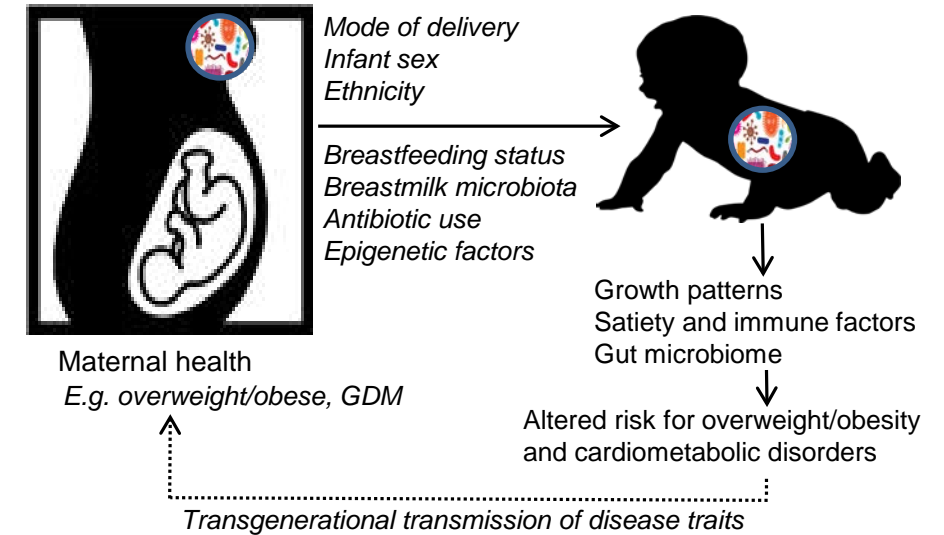 Mode of delivery
Infant sex
Ethnicity
Breastfeeding status
Breastmilk microbiota
Antibiotic use
Epigenetic factors
Growth patterns
Satiety and immune factors
Gut microbiome
Maternal health
E.g. overweight/obese, GDM
Altered risk for overweight/obesity
and cardiometabolic disorders
Transgenerational transmission of disease traits